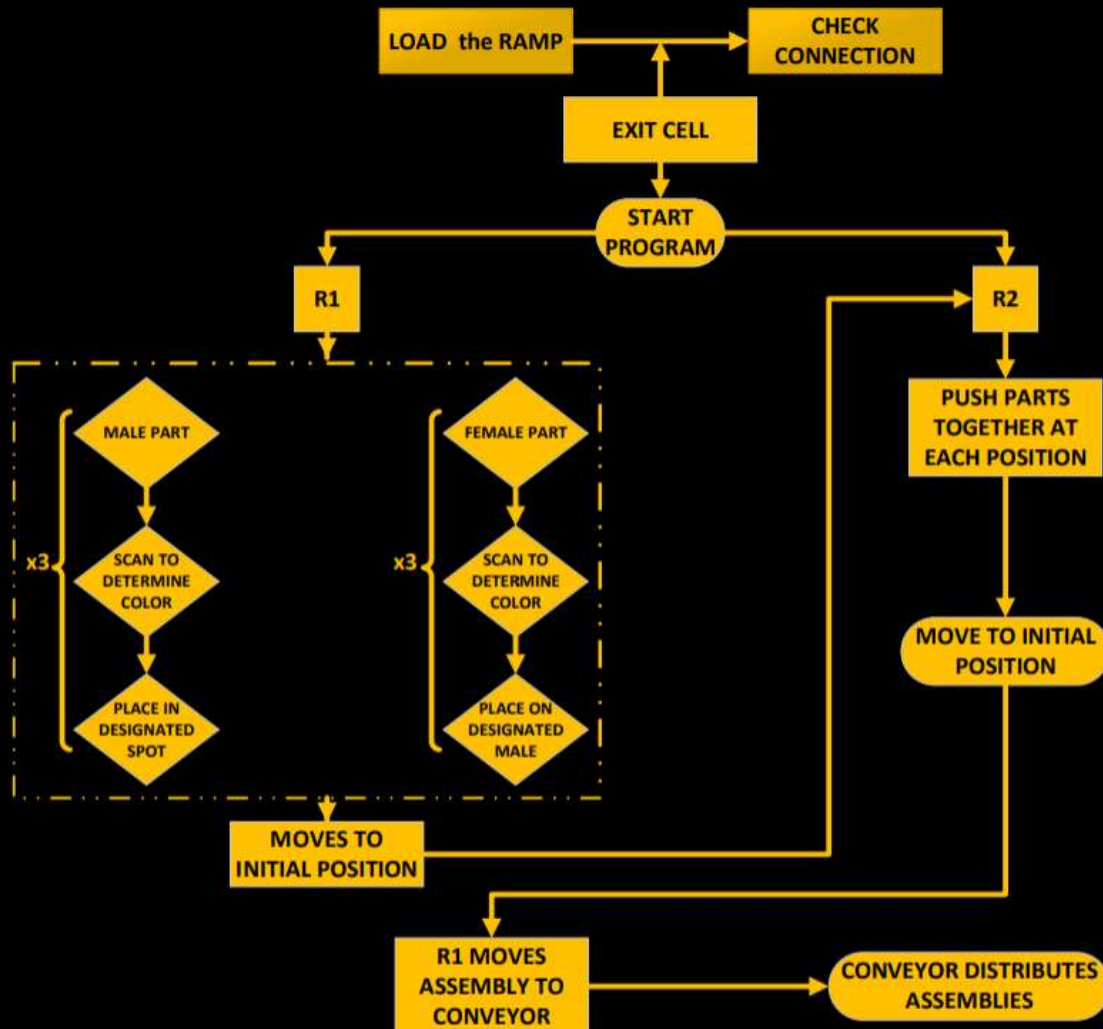 LOAD the RAMP
CHECK
CONNECTION
EXIT CELL
START
PROGRAM
R1
R2
MALE PART
FEMALE PART
PUSH PARTS
TOGETHER AT
EACH POSITION
x3
SCAN TO
DETERMINE
COLOR
x3
SCAN TO
DETERMINE
COLOR
MOVE TO INITIAL
POSITION
PLACE IN
DESIGNATED
SPOT
PLACE ON
DESIGNATED
MALE
MOVES TO
INITIAL POSITION
R1 MOVES
ASSEMBLY TO
CONVEYOR
CONVEYOR DISTRIBUTES
ASSEMBLIES